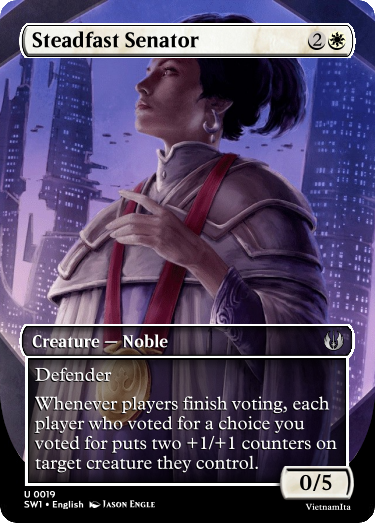 Steadfast Senator 2
Creature — Noble
Defender
Whenever players finish voting, each
player who voted for a choice you
voted for puts two +1/+1 counters on
target creature they control.
0/5
U 0019
SW1 • English JASON ENGLE
VietnamIta